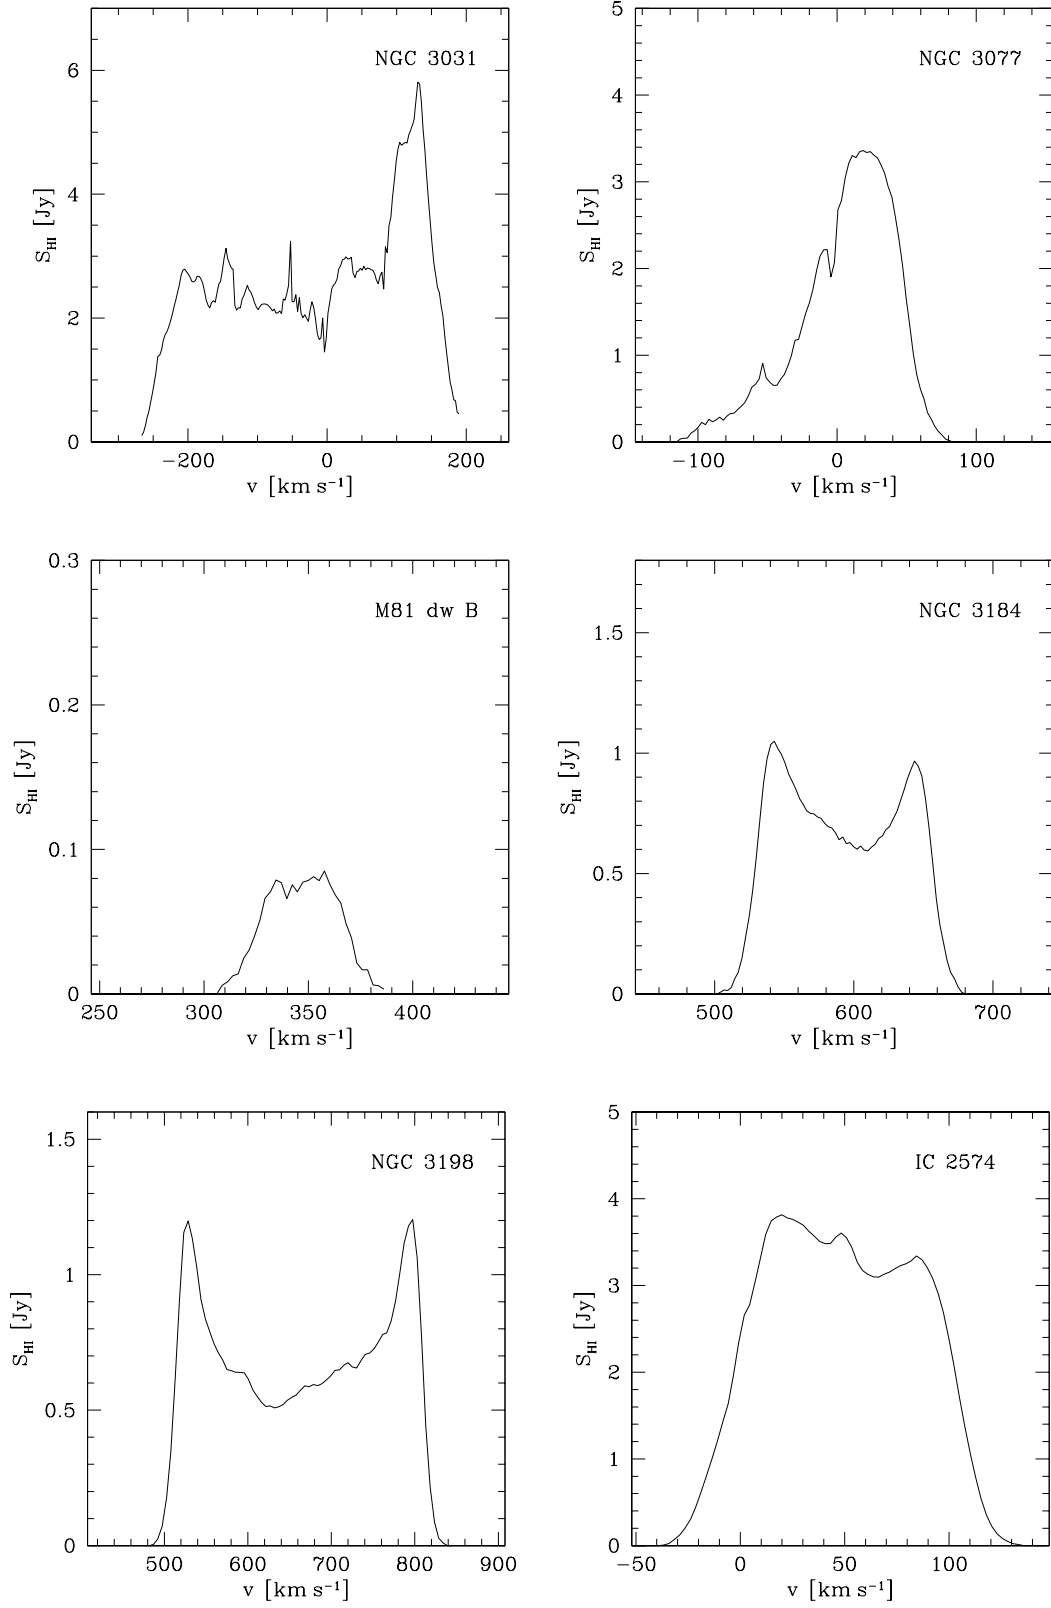 NGC 3031
6
4
2
0
S_HI [Jy]
−200 0 200
v [km s⁻¹]
NGC 3077
5
4
3
2
1
0
S_HI [Jy]
−100 0 100
v [km s⁻¹]
M81 dw B
0.3
0.2
0.1
0
S_HI [Jy]
250 300 350 400
v [km s⁻¹]
NGC 3184
1.5
1
0.5
0
S_HI [Jy]
500 600 700
v [km s⁻¹]
NGC 3198
1.5
1
0.5
0
S_HI [Jy]
500 600 700 800 900
v [km s⁻¹]
IC 2574
5
4
3
2
1
0
S_HI [Jy]
−50 0 50 100
v [km s⁻¹]